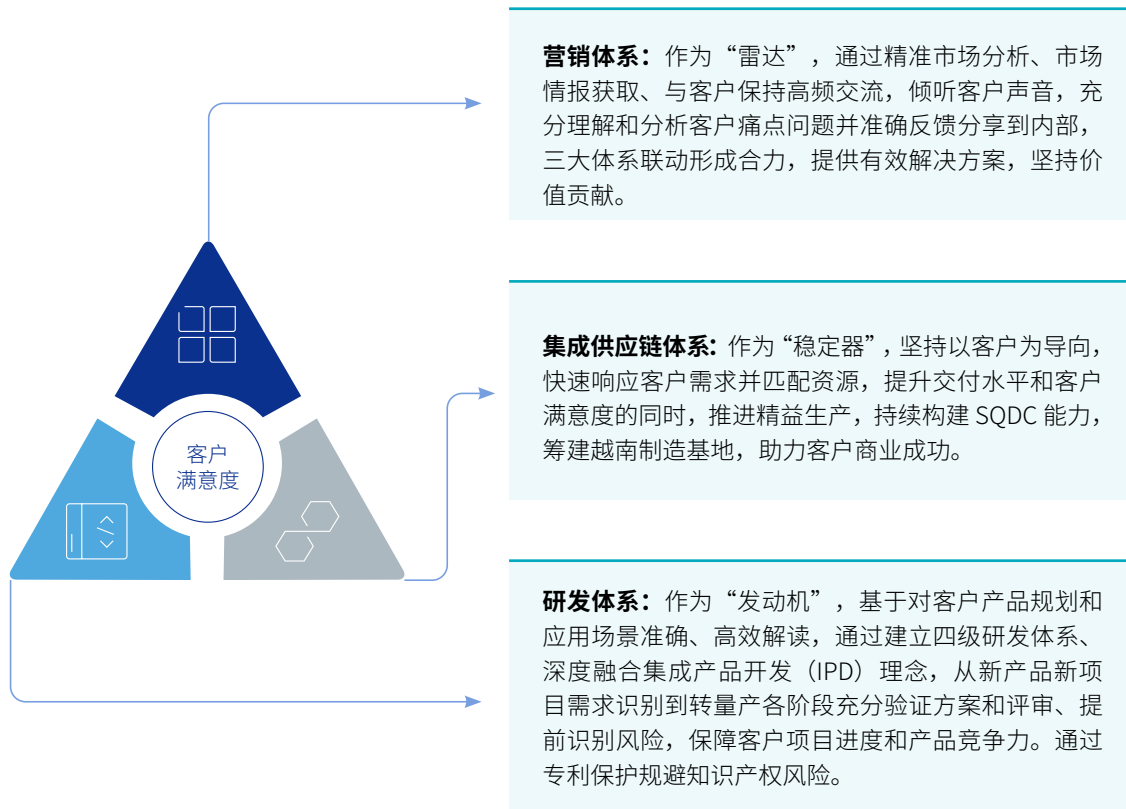 营销体系：作为“雷达”，通过精准市场分析、市场
情报获取、与客户保持高频交流，倾听客户声音，充
分理解和分析客户痛点问题并准确反馈分享到内部，
三大体系联动形成合力，提供有效解决方案，坚持价
值贡献。
集成供应链体系：作为“稳定器”，坚持以客户为导向，
快速响应客户需求并匹配资源，提升交付水平和客户
满意度的同时，推进精益生产，持续构建 SQDC 能力，
筹建越南制造基地，助力客户商业成功。
客户
满意度
研发体系：作为“发动机”，基于对客户产品规划和
应用场景准确、高效解读，通过建立四级研发体系、
深度融合集成产品开发（IPD）理念，从新产品新项
目需求识别到转量产各阶段充分验证方案和评审、提
前识别风险，保障客户项目进度和产品竞争力。通过
专利保护规避知识产权风险。